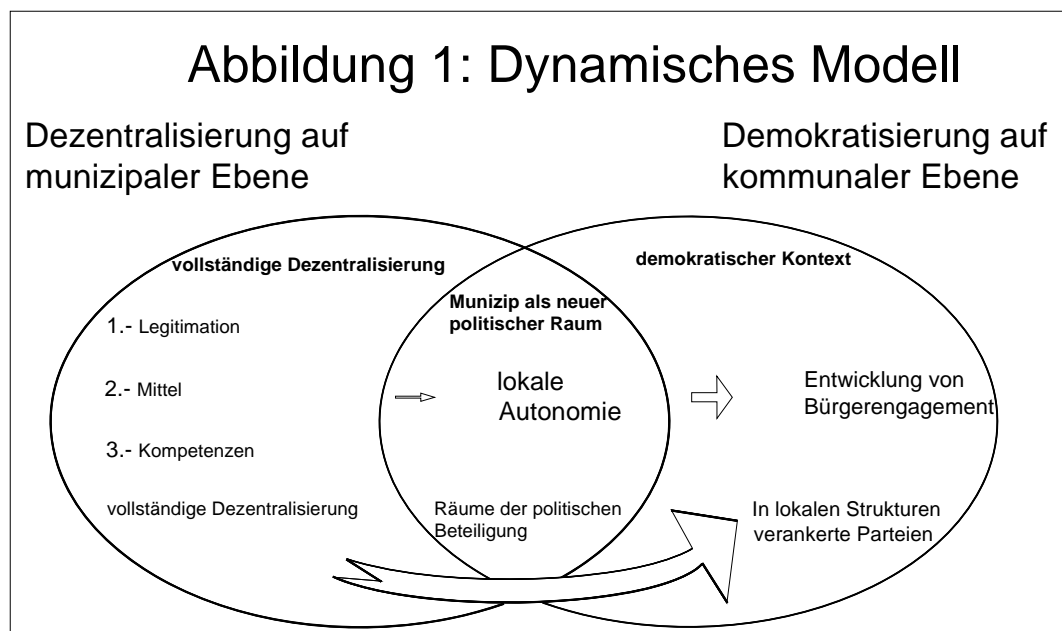 Abbildung 1: Dynamisches Modell
Dezentralisierung auf
munizipaler Ebene
Demokratisierung auf
kommunaler Ebene
vollständige Dezentralisierung
1.- Legitimation
2.- Mittel
3.- Kompetenzen
vollständige Dezentralisierung
Munizip als neuer
politischer Raum
lokale
Autonomie
Räume der politischen
Beteiligung
demokratischer Kontext
Entwicklung von
Bürgerengagement
In lokalen Strukturen
verankerte Parteien